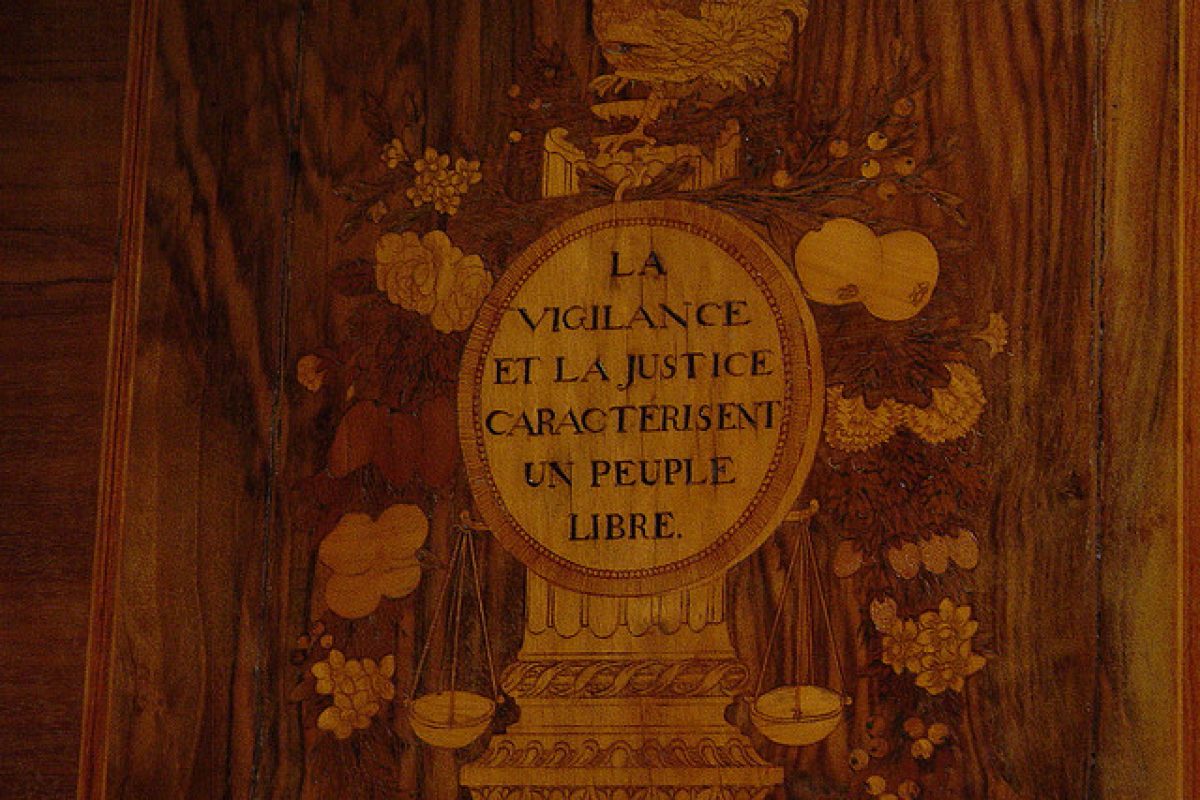 LA
VIGILANCE
ET LA JUSTICE
CARACTERISENT
UN PEUPLE
LIBRE.